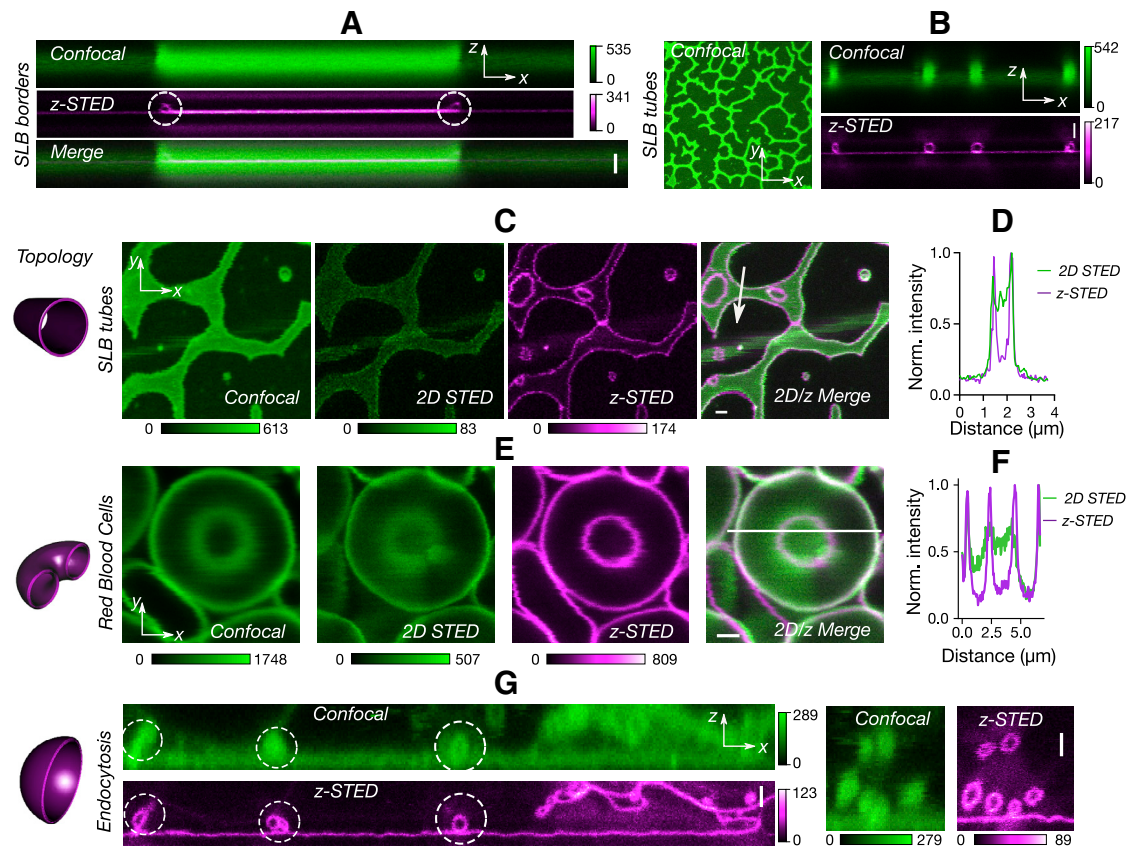 A
B
SLB borders
Confocal
z
x
535
0
z-STED
341
0
Merge
SLB tubes
Confocal
y
x
Confocal
z
x
542
0
z-STED
217
0
C
D
Topology
SLB tubes
y
x
Confocal
2D STED
z-STED
2D/z Merge
0 613
0 83
0 174
Norm. intensity
1.0
0.5
0.0
0 1 2 3 4
Distance (µm)
2D STED
z-STED
E
F
Red Blood Cells
y
x
Confocal
2D STED
z-STED
2D/z Merge
0 1748
0 507
0 809
Norm. intensity
1.0
0.5
0.0
0.0 2.5 5.0
Distance (µm)
2D STED
z-STED
G
Endocytosis
Confocal
z
x
289
0
z-STED
123
0
Confocal
z-STED
0 279
0 89